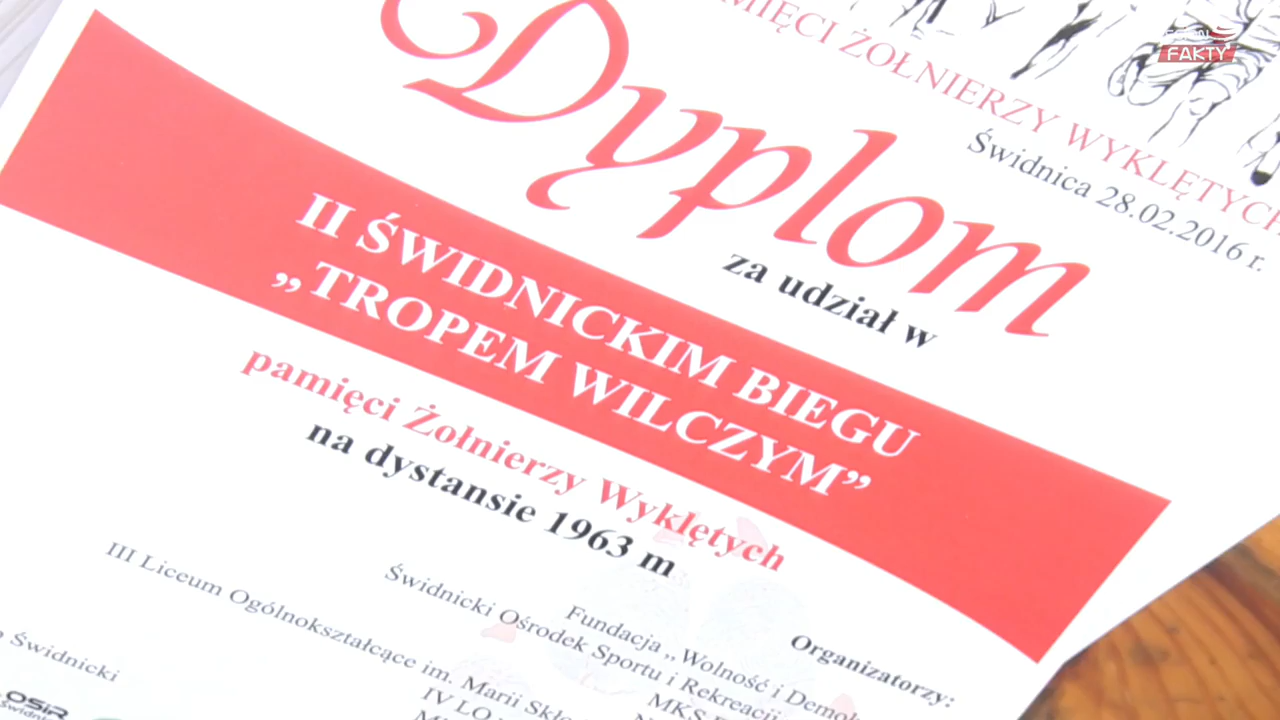 PAMIĘCI ŻOŁNIERZY WYKLĘTYCH
Świdnica 28.02.2016 r.
FAKTY
Dyplom
za udział w
II ŚWIDNICKIM BIEGU
„TROPEM WILCZYM”
pamięci Żołnierzy Wyklętych
na dystansie 1963 m
Organizatorzy:
Fundacja „Wolność i Demok
Świdnicki Ośrodek Sportu i Rekreacji
MKS
III Liceum Ogólnokształcące im. Marii Skło
IV LO
Świdnicki
OSiR